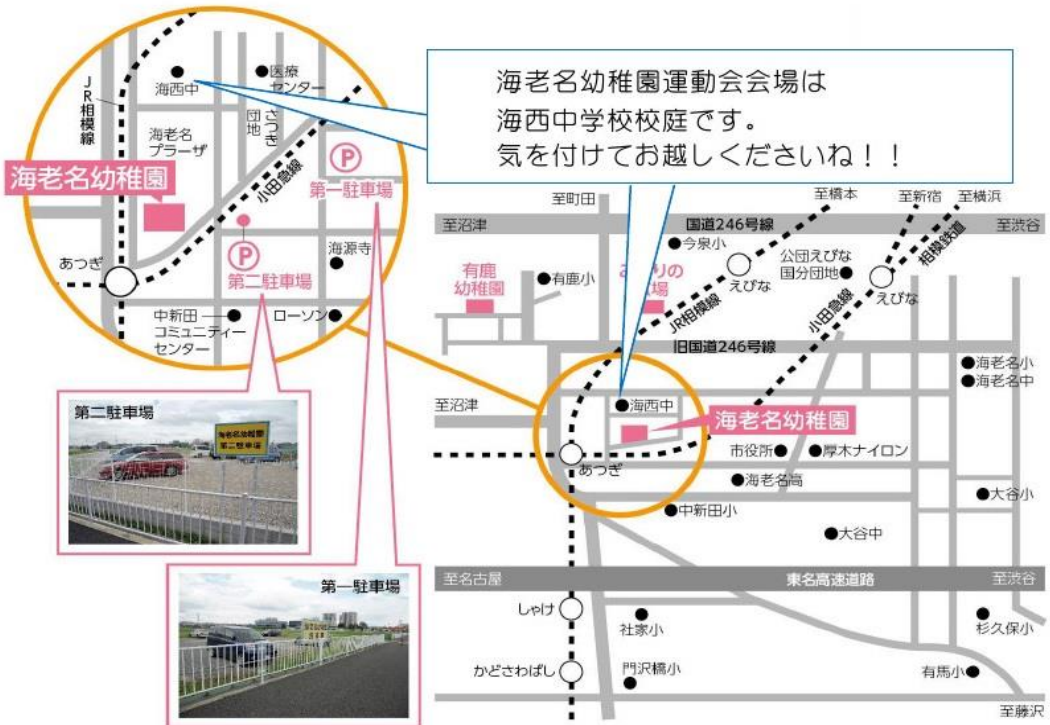 海老名幼稚園運動会会場は
海西中学校校庭です。
気を付けてお越しくださいね！！
JR相模線
海西中
医療
センター
さつき
団地
海老名
プラーザ
小田急線
海老名幼稚園
P
第一駐車場
P
第二駐車場
海源寺
あつぎ
中新田
コミュニティー
センター
ローソン
第二駐車場
海老名幼稚園
第二駐車場
第一駐車場
至町田
至橋本
至新宿
至横浜
至沼津
国道246号線
至渋谷
今泉小
相模鉄道
有鹿
幼稚園
有鹿小
えびな
公団えびな
国分団地
えびな
JR相模線
小田急線
旧国道246号線
海老名小
海老名中
至沼津
海西中
海老名幼稚園
あつぎ
市役所
厚木ナイロン
海老名高
大谷小
中新田小
大谷中
至名古屋
東名高速道路
至渋谷
しゃけ
社家小
杉久保小
かどさわばし
門沢橋小
有馬小
至藤沢